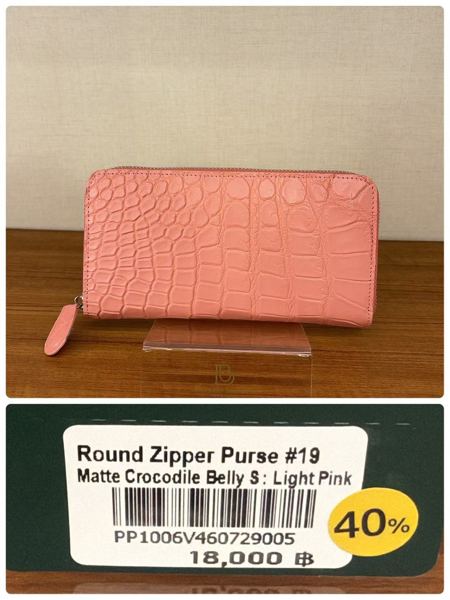 Round Zipper Purse #19
Matte Crocodile Belly S : Light Pink
PP1006V460729005
18,000 ฿
40%